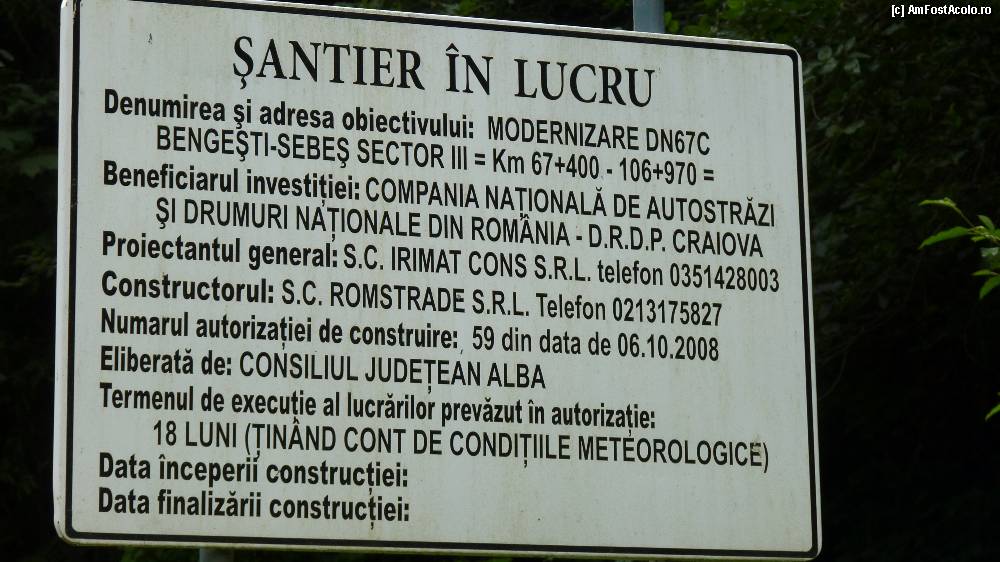 [c] AmFostAcolo.ro
ŞANTIER ÎN LUCRU
Denumirea şi adresa obiectivului: MODERNIZARE DN67C
BENGEŞTI-SEBEŞ SECTOR III = Km 67+400 - 106+970 =
Beneficiarul investiţiei: COMPANIA NAŢIONALĂ DE AUTOSTRĂZI
ŞI DRUMURI NAŢIONALE DIN ROMÂNIA - D.R.D.P. CRAIOVA
Proiectantul general: S.C. IRIMAT CONS S.R.L. telefon 0351428003
Constructorul: S.C. ROMSTRADE S.R.L. Telefon 0213175827
Numarul autorizaţiei de construire: 59 din data de 06.10.2008
Eliberată de: CONSILIUL JUDEŢEAN ALBA
Termenul de execuţie al lucrărilor prevăzut în autorizaţie:
18 LUNI (ŢINÂND CONT DE CONDIŢIILE METEOROLOGICE)
Data începerii construcţiei:
Data finalizării construcţiei: